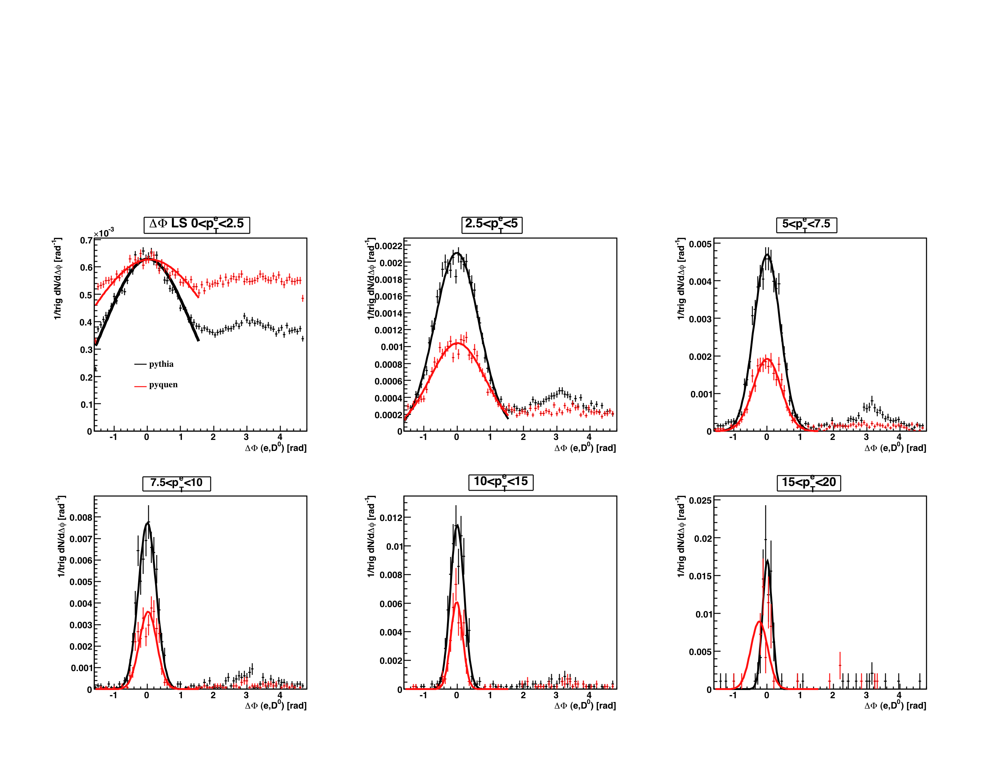 ΔΦ LS 0<p_T^e<2.5
×10^-3
1/trig dN/dΔϕ [rad^-1]
0.7
0.6
0.5
0.4
0.3
0.2
0.1
0
pythia
pyquen
-1 0 1 2 3 4
ΔΦ (e,D^0) [rad]
2.5<p_T^e<5
1/trig dN/dΔϕ [rad^-1]
0.0022
0.002
0.0018
0.0016
0.0014
0.0012
0.001
0.0008
0.0006
0.0004
0.0002
0
-1 0 1 2 3 4
ΔΦ (e,D^0) [rad]
5<p_T^e<7.5
1/trig dN/dΔϕ [rad^-1]
0.005
0.004
0.003
0.002
0.001
0
-1 0 1 2 3 4
ΔΦ (e,D^0) [rad]
7.5<p_T^e<10
1/trig dN/dΔϕ [rad^-1]
0.008
0.007
0.006
0.005
0.004
0.003
0.002
0.001
0
-1 0 1 2 3 4
ΔΦ (e,D^0) [rad]
10<p_T^e<15
1/trig dN/dΔϕ [rad^-1]
0.012
0.01
0.008
0.006
0.004
0.002
0
-1 0 1 2 3 4
ΔΦ (e,D^0) [rad]
15<p_T^e<20
1/trig dN/dΔϕ [rad^-1]
0.025
0.02
0.015
0.01
0.005
0
-1 0 1 2 3 4
ΔΦ (e,D^0) [rad]